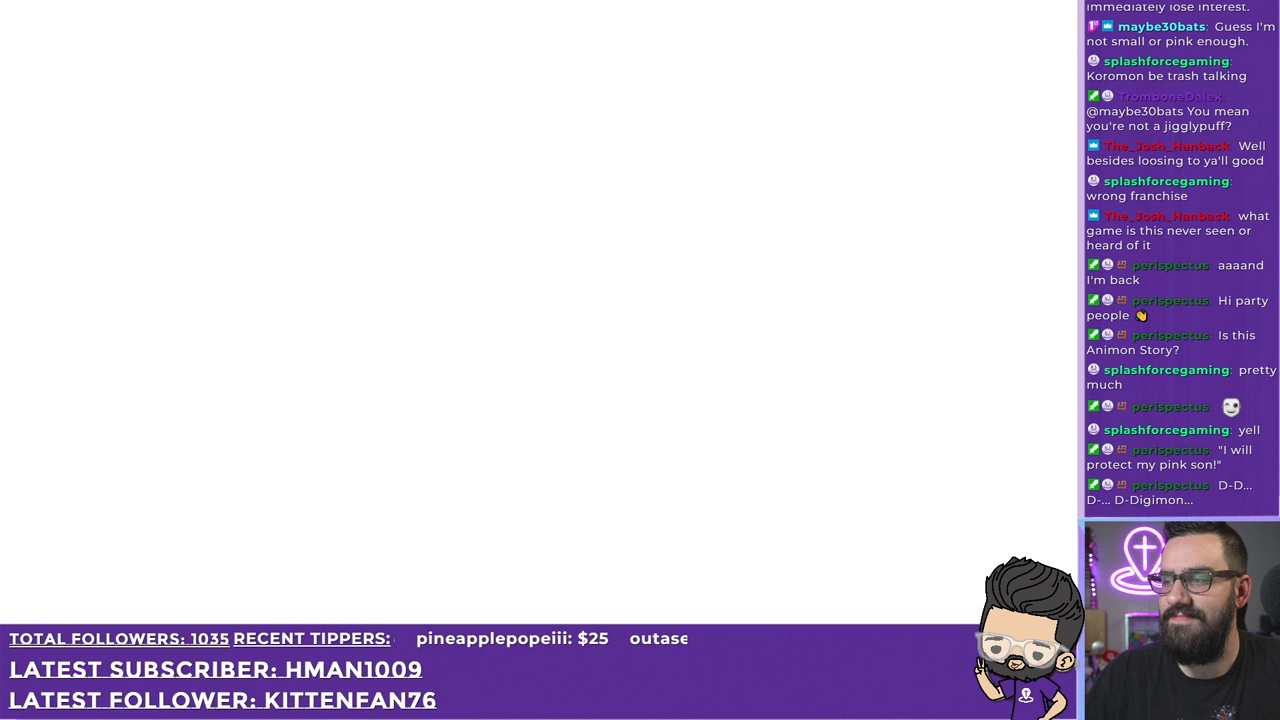 immediately lose interest.
maybe30bats: Guess I'm
not small or pink enough.
splashforcegaming:
Koromon be trash talking
TromboneDalek:
@maybe30bats You mean
you're not a jigglypuff?
The_Josh_Hanback: Well
besides loosing to ya'll good
splashforcegaming:
wrong franchise
The_Josh_Hanback: what
game is this never seen or
heard of it
perispectus: aaaand
I'm back
perispectus: Hi party
people
perispectus: Is this
Animon Story?
splashforcegaming: pretty
much
perispectus:
splashforcegaming: yell
perispectus: "I will
protect my pink son!"
perispectus: D-D...
D-... D-Digimon...
TOTAL FOLLOWERS: 1035 RECENT TIPPERS: pineapplepopeiii: $25 outase
LATEST SUBSCRIBER: HMAN1009
LATEST FOLLOWER: KITTENFAN76